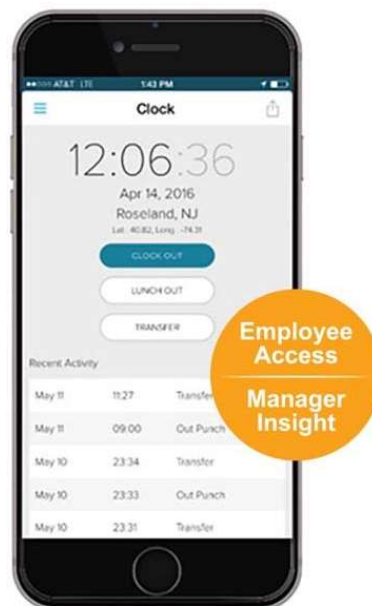 AT&T LTE 1:43 PM
Clock
12:06:36
Apr 14, 2016
Roseland, NJ
Lat : 40.82, Long : -74.31
CLOCK OUT
LUNCH OUT
TRANSFER
Recent Activity
May 11 11:27 Transfer
May 11 09:00 Out Punch
May 10 23:34 Transfer
May 10 23:33 Out Punch
May 10 23:31 Transfer
Employee
Access
Manager
Insight